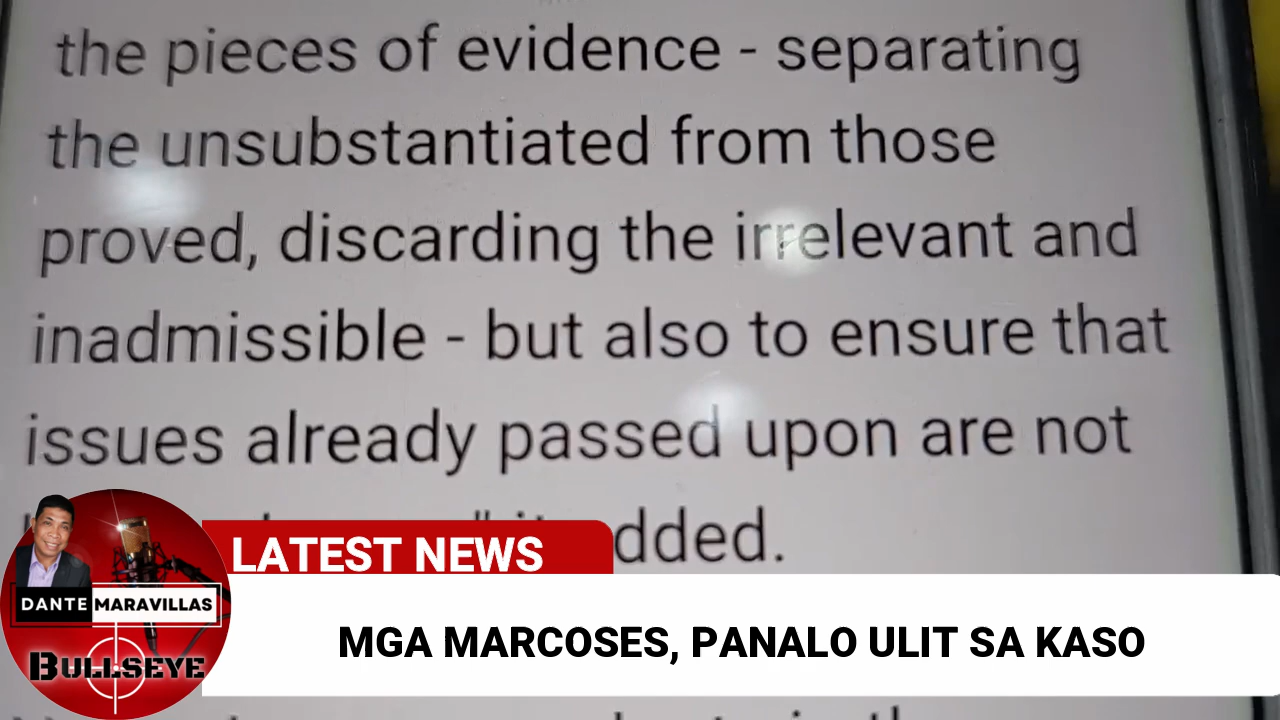 the pieces of evidence - separating
the unsubstantiated from those
proved, discarding the irrelevant and
inadmissible - but also to ensure that
issues already passed upon are not
dded.
LATEST NEWS
DANTE MARAVILLAS
BULLSEYE
MGA MARCOSES, PANALO ULIT SA KASO